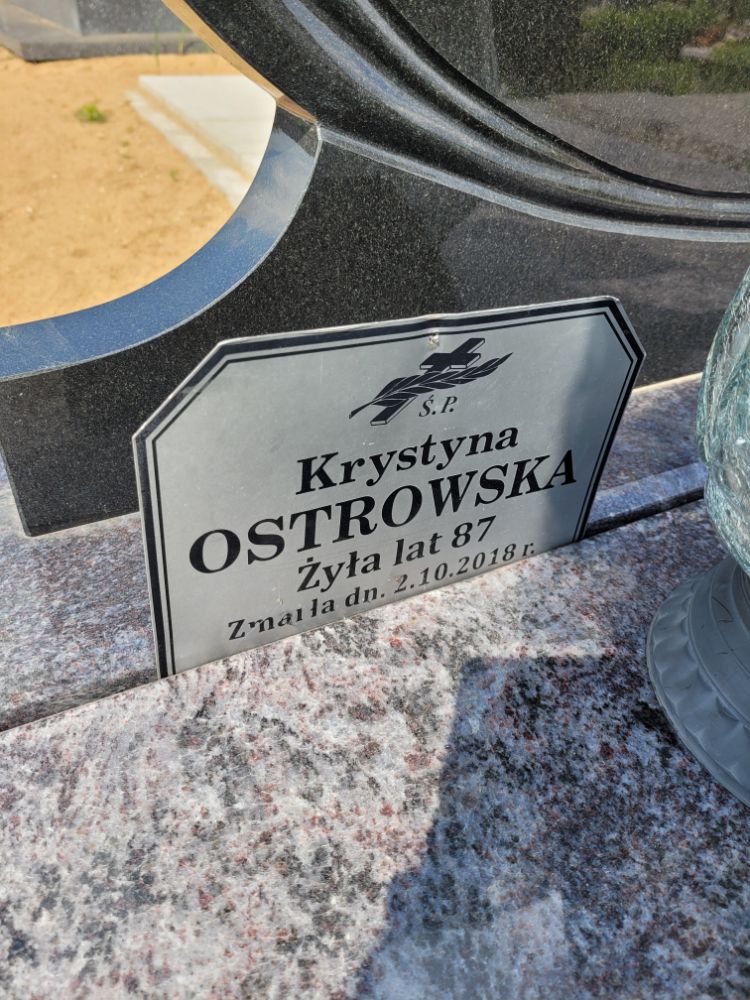 Ś.P.
Krystyna
OSTROWSKA
Żyła lat 87
Zmarła dn. 2.10.2018 r.